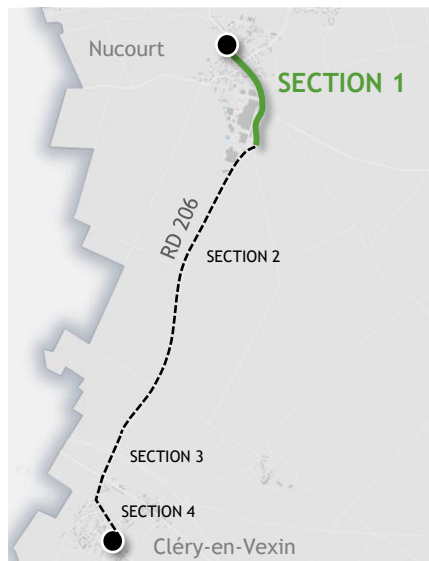 Nucourt
SECTION 1
RD 206
SECTION 2
SECTION 3
SECTION 4
Cléry-en-Vexin